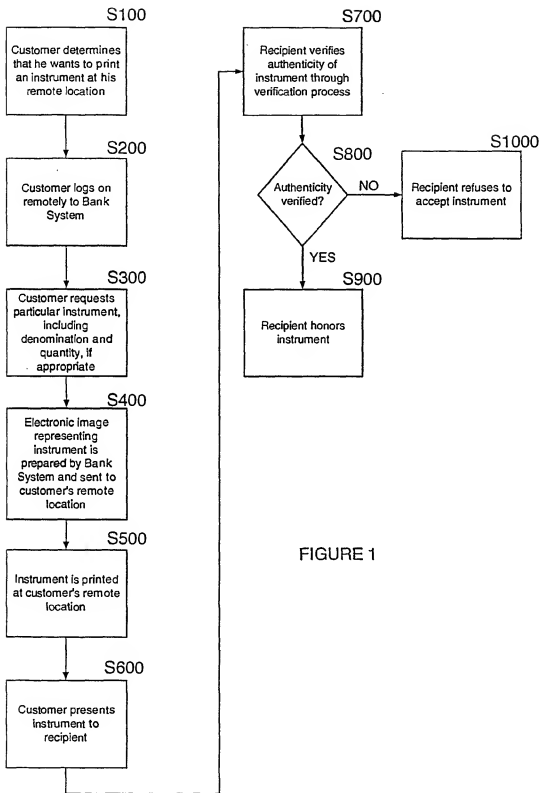 S100
Customer determines
that he wants to print
an instrument at his
remote location
S200
Customer logs on
remotely to Bank
System
S300
Customer requests
particular instrument,
including
denomination and
quantity, if
appropriate
S400
Electronic image
representing
instrument is
prepared by Bank
System and sent to
customer's remote
location
S500
Instrument is printed
at customer's remote
location
S600
Customer presents
instrument to
recipient
S700
Recipient verifies
authenticity of
instrument through
verification process
S800
Authenticity
verified?
NO
YES
S1000
Recipient refuses to
accept instrument
S900
Recipient honors
instrument
FIGURE 1